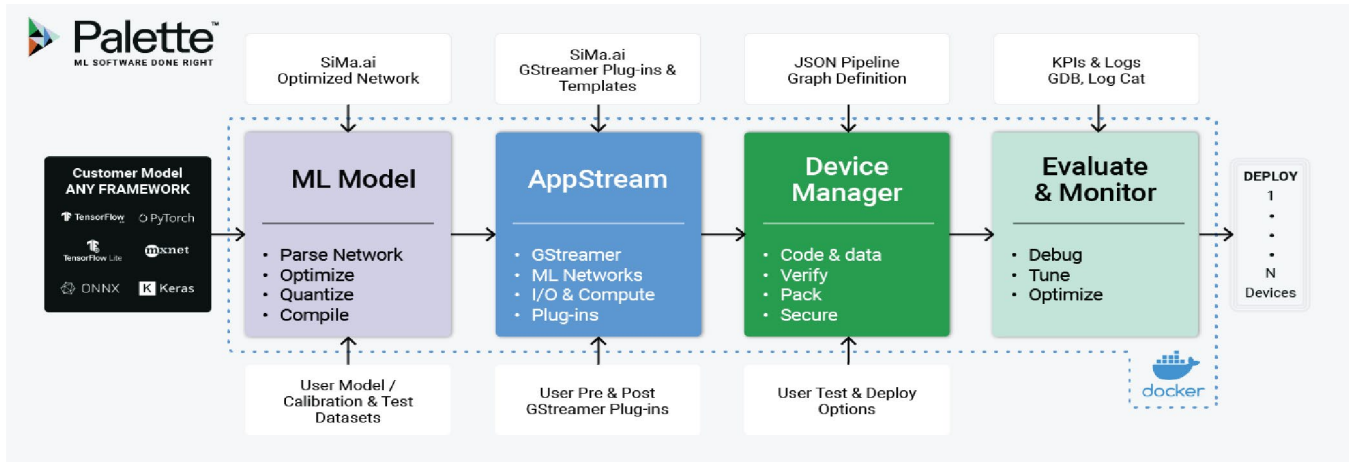 Palette™
ML SOFTWARE DONE RIGHT
SiMa.ai
Optimized Network
SiMa.ai
GStreamer Plug-ins &
Templates
JSON Pipeline
Graph Definition
KPIs & Logs
GDB, Log Cat
Customer Model
ANY FRAMEWORK
TensorFlow
PyTorch
TensorFlow Lite
mxnet
ONNX
K Keras
ML Model
• Parse Network
• Optimize
• Quantize
• Compile
AppStream
• GStreamer
• ML Networks
• I/O & Compute
• Plug-ins
Device
Manager
• Code & data
• Verify
• Pack
• Secure
Evaluate
& Monitor
• Debug
• Tune
• Optimize
DEPLOY
1
•
•
•
N
Devices
User Model /
Calibration & Test
Datasets
User Pre & Post
GStreamer Plug-ins
User Test & Deploy
Options
docker